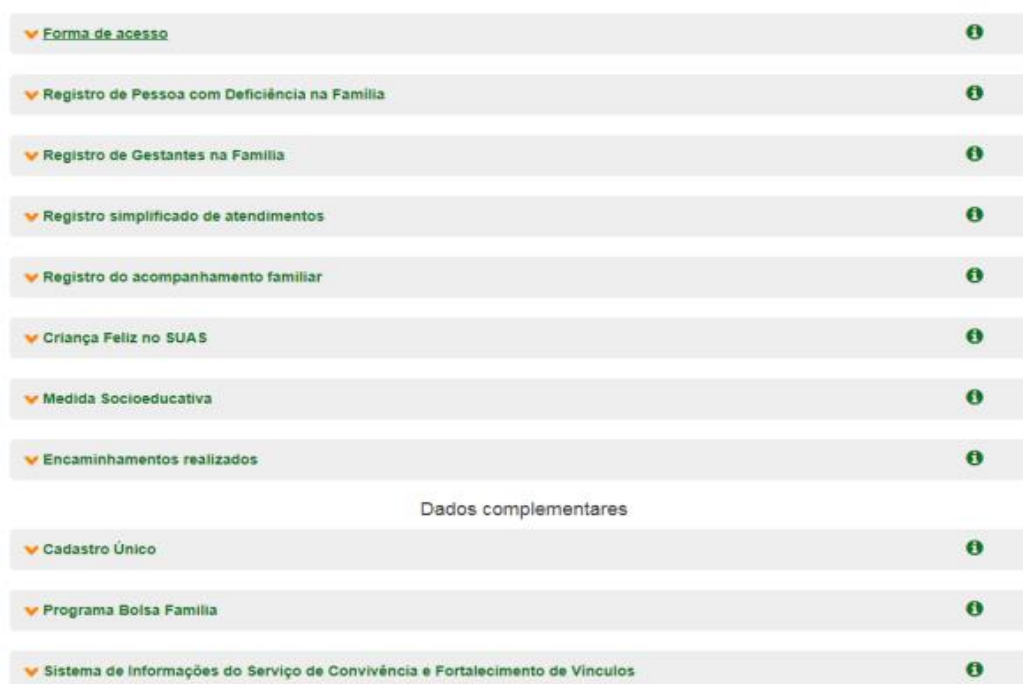 Forma de acesso
Registro de Pessoa com Deficiência na Família
Registro de Gestantes na Família
Registro simplificado de atendimentos
Registro do acompanhamento familiar
Criança Feliz no SUAS
Medida Socioeducativa
Encaminhamentos realizados
Dados complementares
Cadastro Único
Programa Bolsa Família
Sistema de Informações do Serviço de Convivência e Fortalecimento de Vínculos